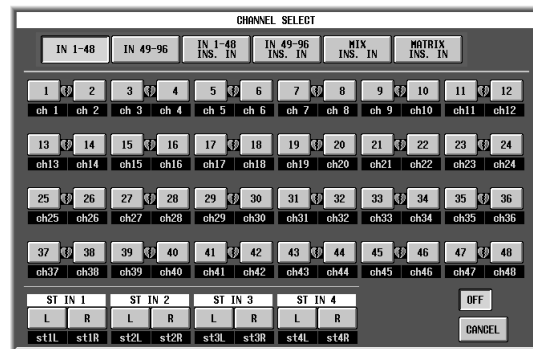 CHANNEL SELECT
IN 1-48 IN 49-96 IN 1-48 INS. IN IN 49-96 INS. IN MIX INS. IN MATRIX INS. IN
1 2 3 4 5 6 7 8 9 10 11 12
ch 1 ch 2 ch 3 ch 4 ch 5 ch 6 ch 7 ch 8 ch 9 ch10 ch11 ch12
13 14 15 16 17 18 19 20 21 22 23 24
ch13 ch14 ch15 ch16 ch17 ch18 ch19 ch20 ch21 ch22 ch23 ch24
25 26 27 28 29 30 31 32 33 34 35 36
ch25 ch26 ch27 ch28 ch29 ch30 ch31 ch32 ch33 ch34 ch35 ch36
37 38 39 40 41 42 43 44 45 46 47 48
ch37 ch38 ch39 ch40 ch41 ch42 ch43 ch44 ch45 ch46 ch47 ch48
ST IN 1 ST IN 2 ST IN 3 ST IN 4 OFF
L R L R L R L R
st1L st1R st2L st2R st3L st3R st4L st4R CANCEL